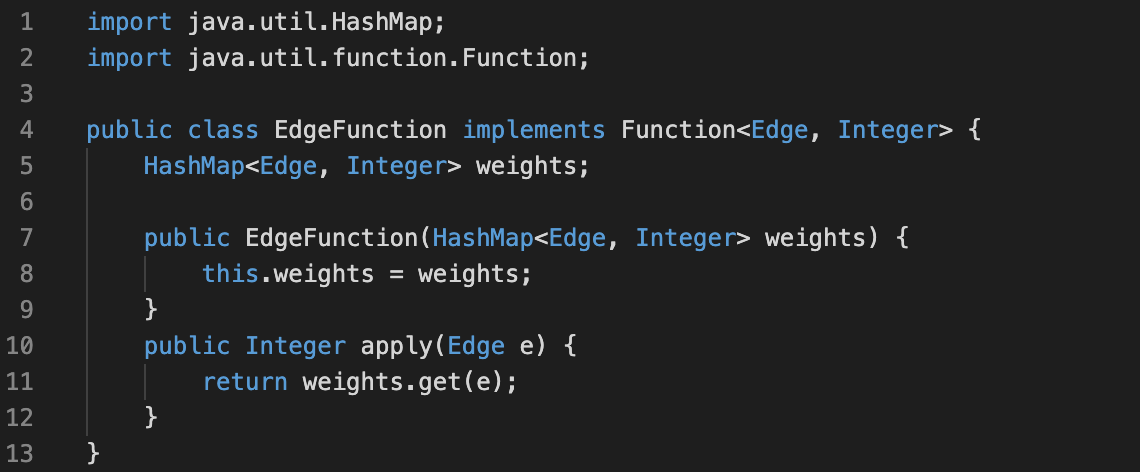 1 import java.util.HashMap;
2 import java.util.function.Function;
3
4 public class EdgeFunction implements Function<Edge, Integer> {
5     HashMap<Edge, Integer> weights;
6
7     public EdgeFunction(HashMap<Edge, Integer> weights) {
8         this.weights = weights;
9     }
10     public Integer apply(Edge e) {
11         return weights.get(e);
12     }
13 }